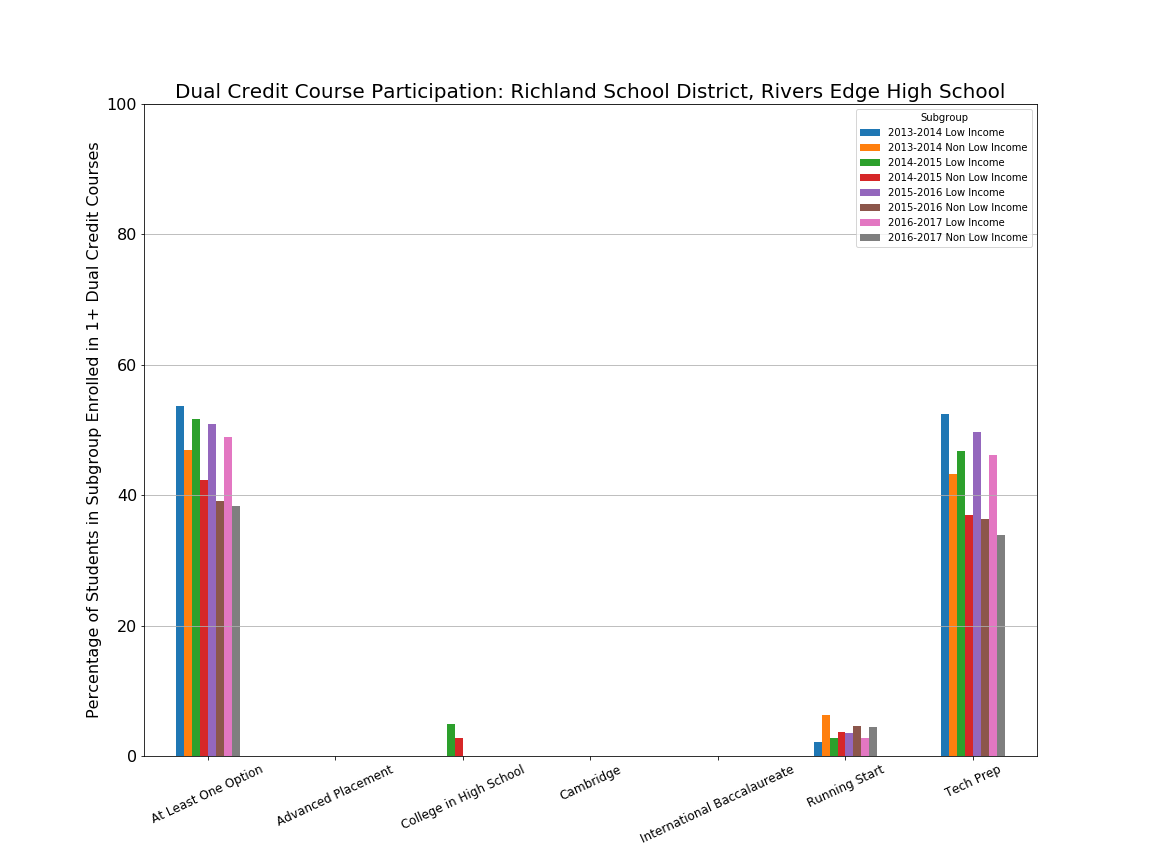 Dual Credit Course Participation: Richland School District, Rivers Edge High School
Percentage of Students in Subgroup Enrolled in 1+ Dual Credit Courses
100
80
60
40
20
0
Subgroup
2013-2014 Low Income
2013-2014 Non Low Income
2014-2015 Low Income
2014-2015 Non Low Income
2015-2016 Low Income
2015-2016 Non Low Income
2016-2017 Low Income
2016-2017 Non Low Income
At Least One Option
Advanced Placement
College in High School
Cambridge
International Baccalaureate
Running Start
Tech Prep